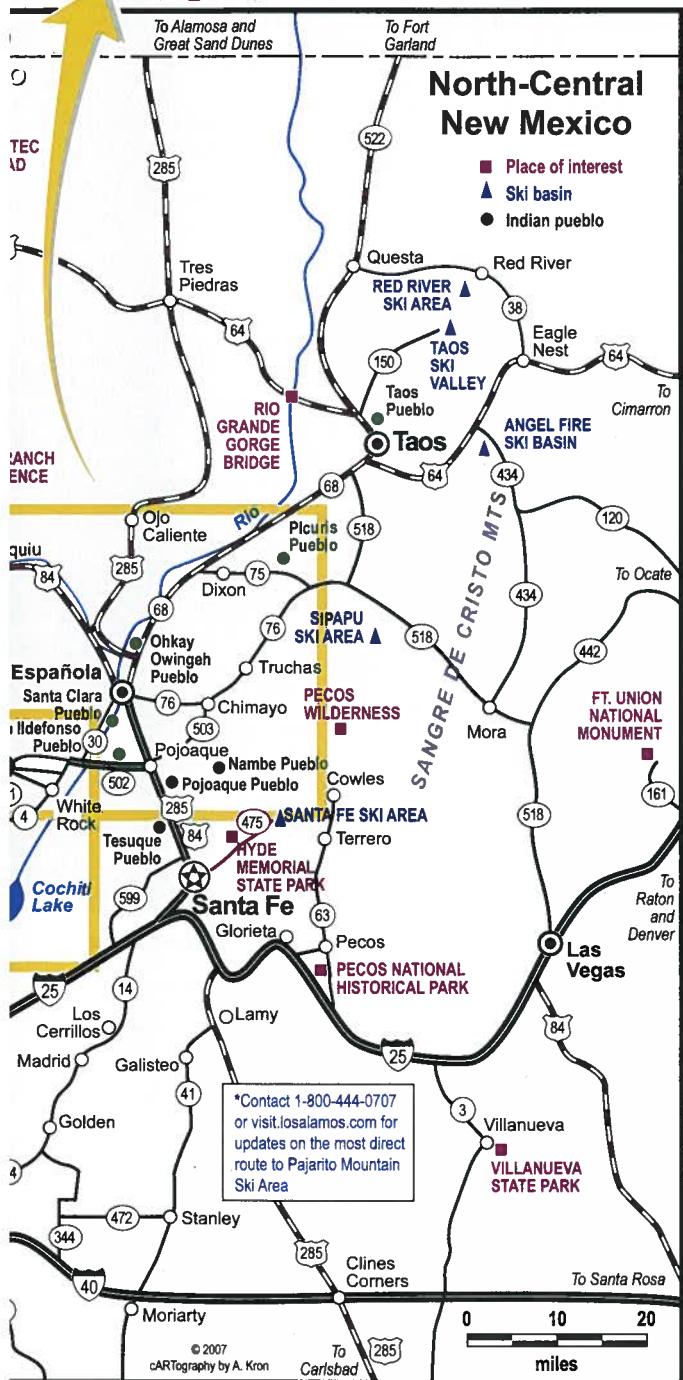 To Alamosa and
Great Sand Dunes
To Fort
Garland
North-Central
New Mexico
Place of interest
Ski basin
Indian pueblo
TEC
AD
522
285
Questa
Red River
RED RIVER
SKI AREA
38
Tres
Piedras
64
150
TAOS
SKI
VALLEY
Eagle
Nest
64
To
Cimarron
Taos
Pueblo
RIO
GRANDE
GORGE
BRIDGE
Taos
ANGEL FIRE
SKI BASIN
RANCH
ENCE
64
434
68
Rio
Ojo
Caliente
Picuris
Pueblo
518
120
quiu
84
285
Dixon
75
To Ocate
68
434
SANGRE DE CRISTO MTS
76
SIPAPU
SKI AREA
518
442
Ohkay
Owingeh
Pueblo
Truchas
Española
Santa Clara
Pueblo
76
Chimayo
PECOS
WILDERNESS
Mora
FT. UNION
NATIONAL
MONUMENT
Ildefonso
Pueblo
30
503
Pojoaque
Nambe Pueblo
Pojoaque Pueblo
502
Cowles
161
4
White
Rock
285
475
SANTA FE SKI AREA
518
Tesuque
Pueblo
84
HYDE
MEMORIAL
STATE PARK
Terrero
Cochiti
Lake
599
Santa Fe
To
Raton
and
Denver
63
Glorieta
Pecos
Las
Vegas
PECOS NATIONAL
HISTORICAL PARK
25
14
Los
Cerrillos
Lamy
84
Madrid
Galisteo
25
41
*Contact 1-800-444-0707
or visit.losalamos.com for
updates on the most direct
route to Pajarito Mountain
Ski Area
3
Villanueva
Golden
VILLANUEVA
STATE PARK
472
Stanley
344
285
Clines
Corners
To Santa Rosa
40
Moriarty
0 10 20
miles
© 2007
cARTography by A. Kron
To
Carlsbad
285